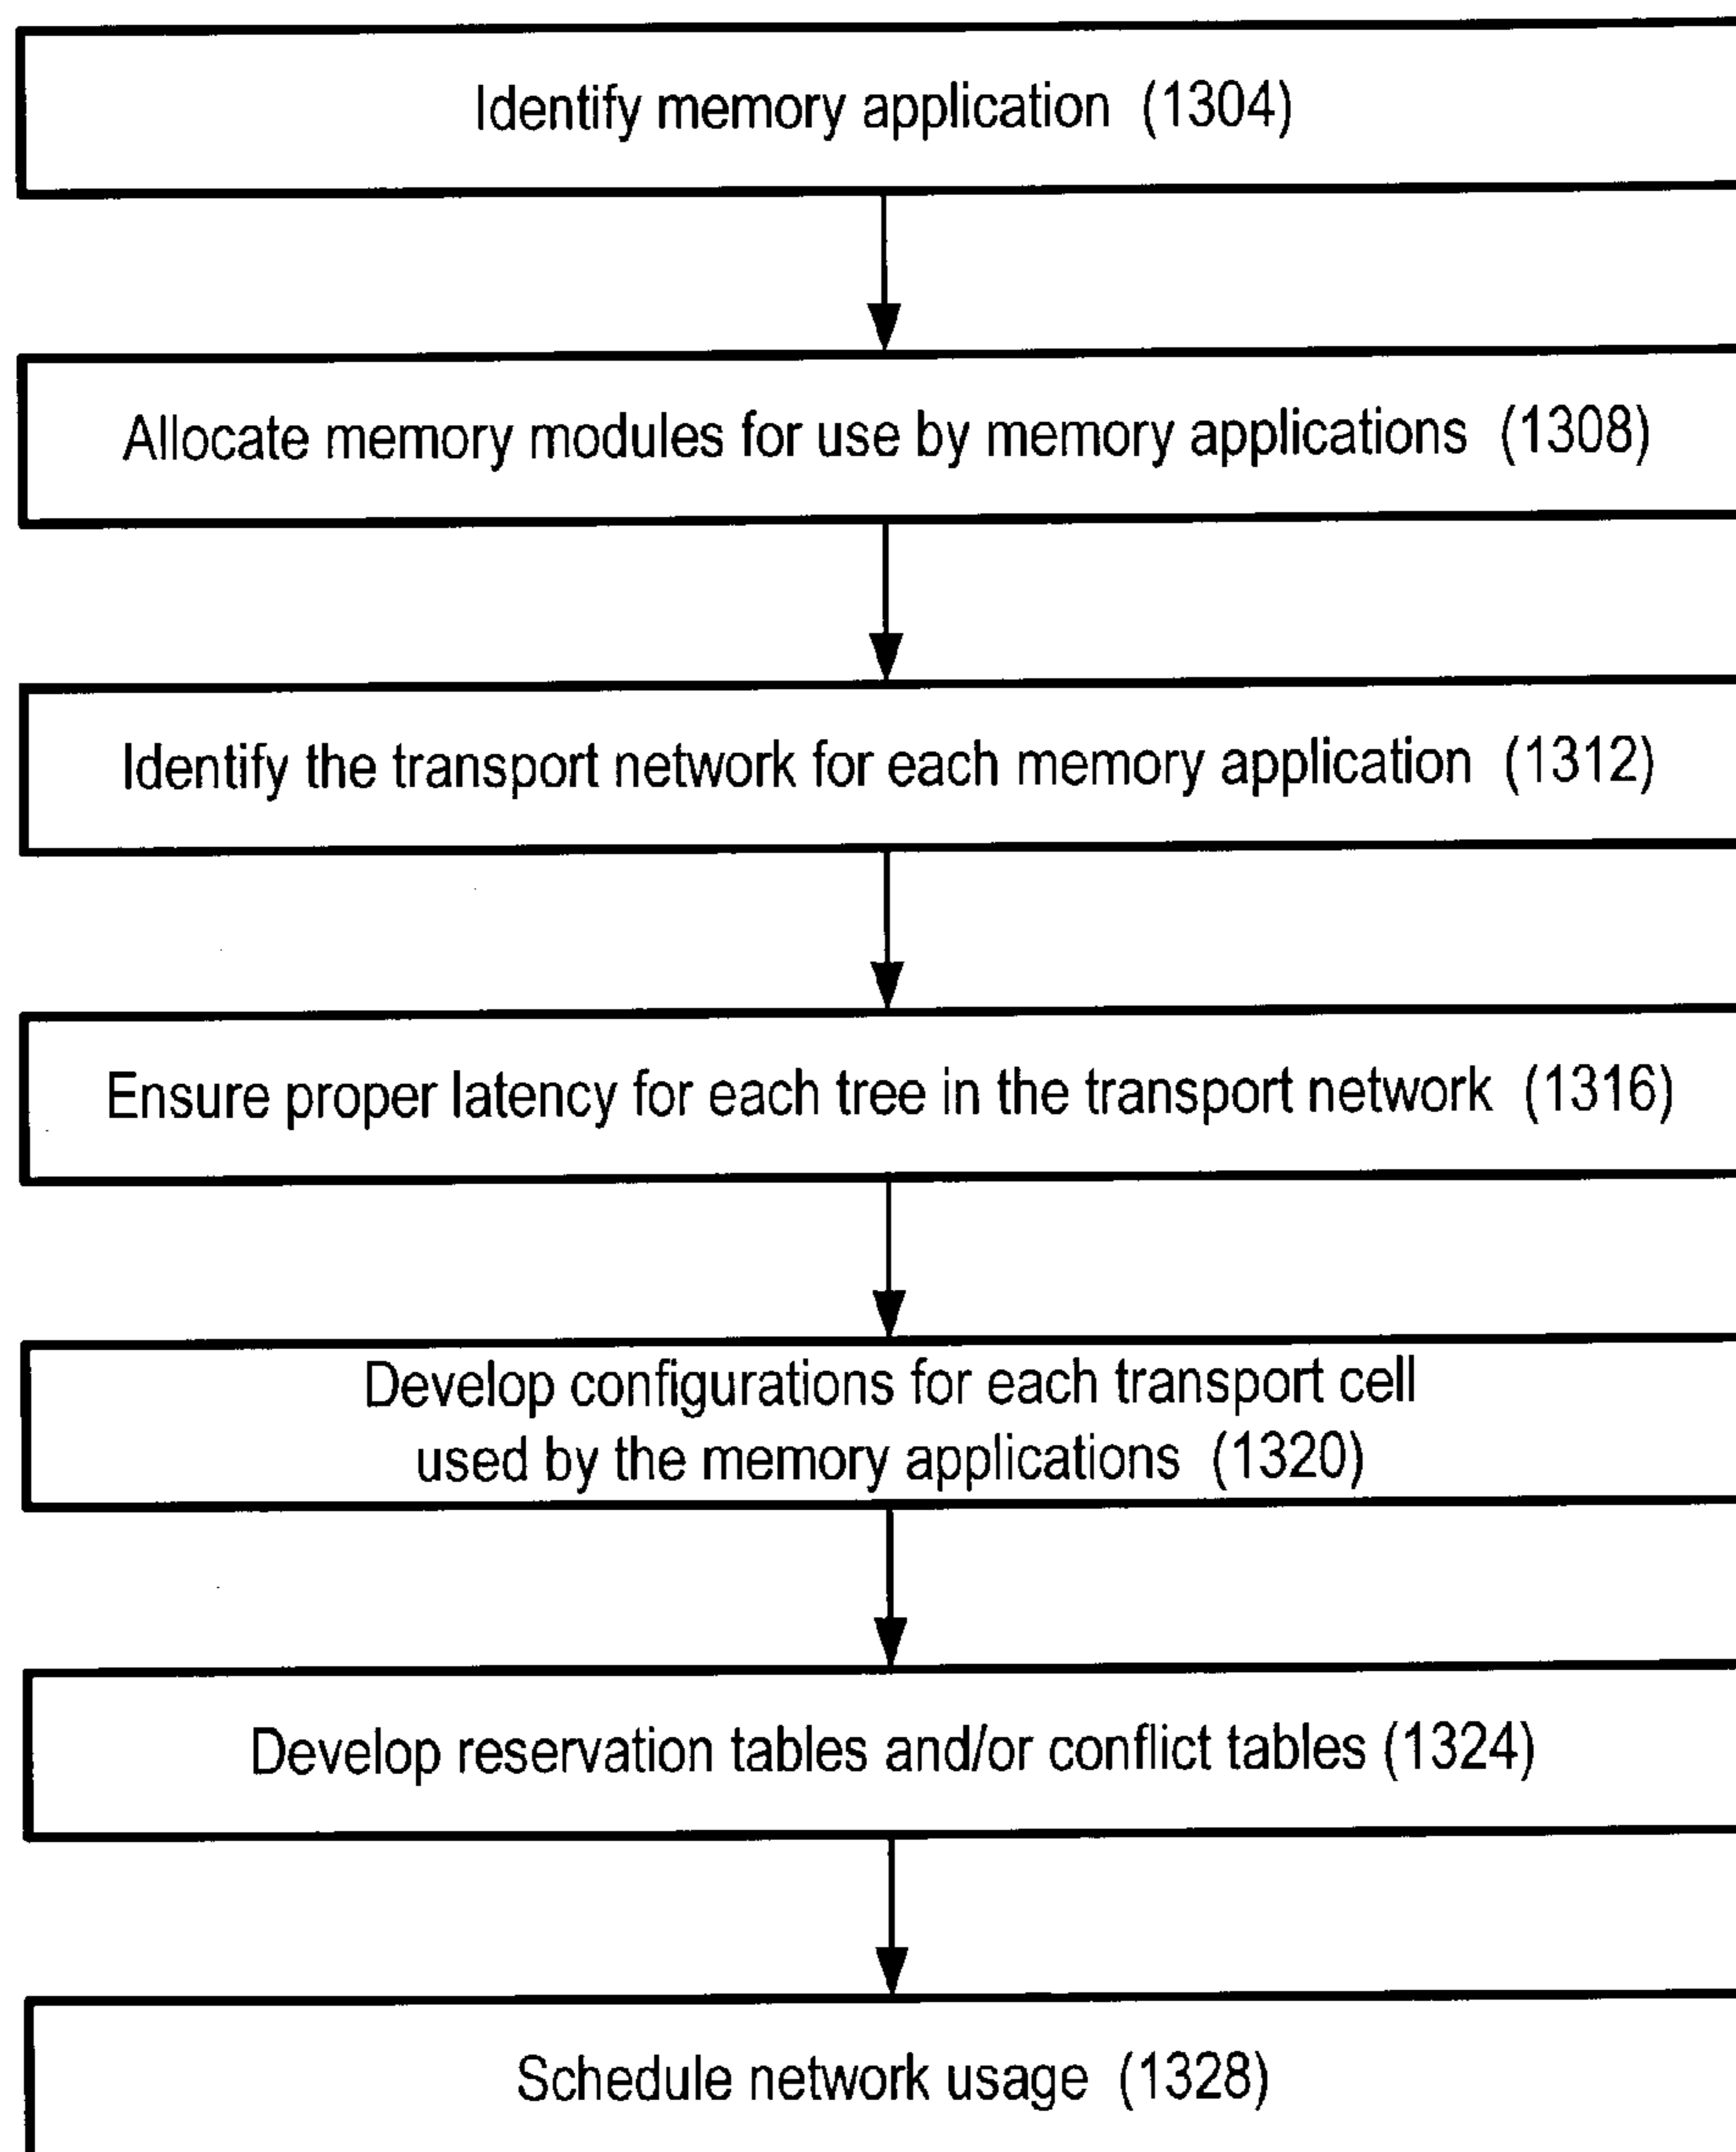 Identify memory application (1304)
Allocate memory modules for use by memory applications (1308)
Identify the transport network for each memory application (1312)
Ensure proper latency for each tree in the transport network (1316)
Develop configurations for each transport cell
used by the memory applications (1320)
Develop reservation tables and/or conflict tables (1324)
Schedule network usage (1328)